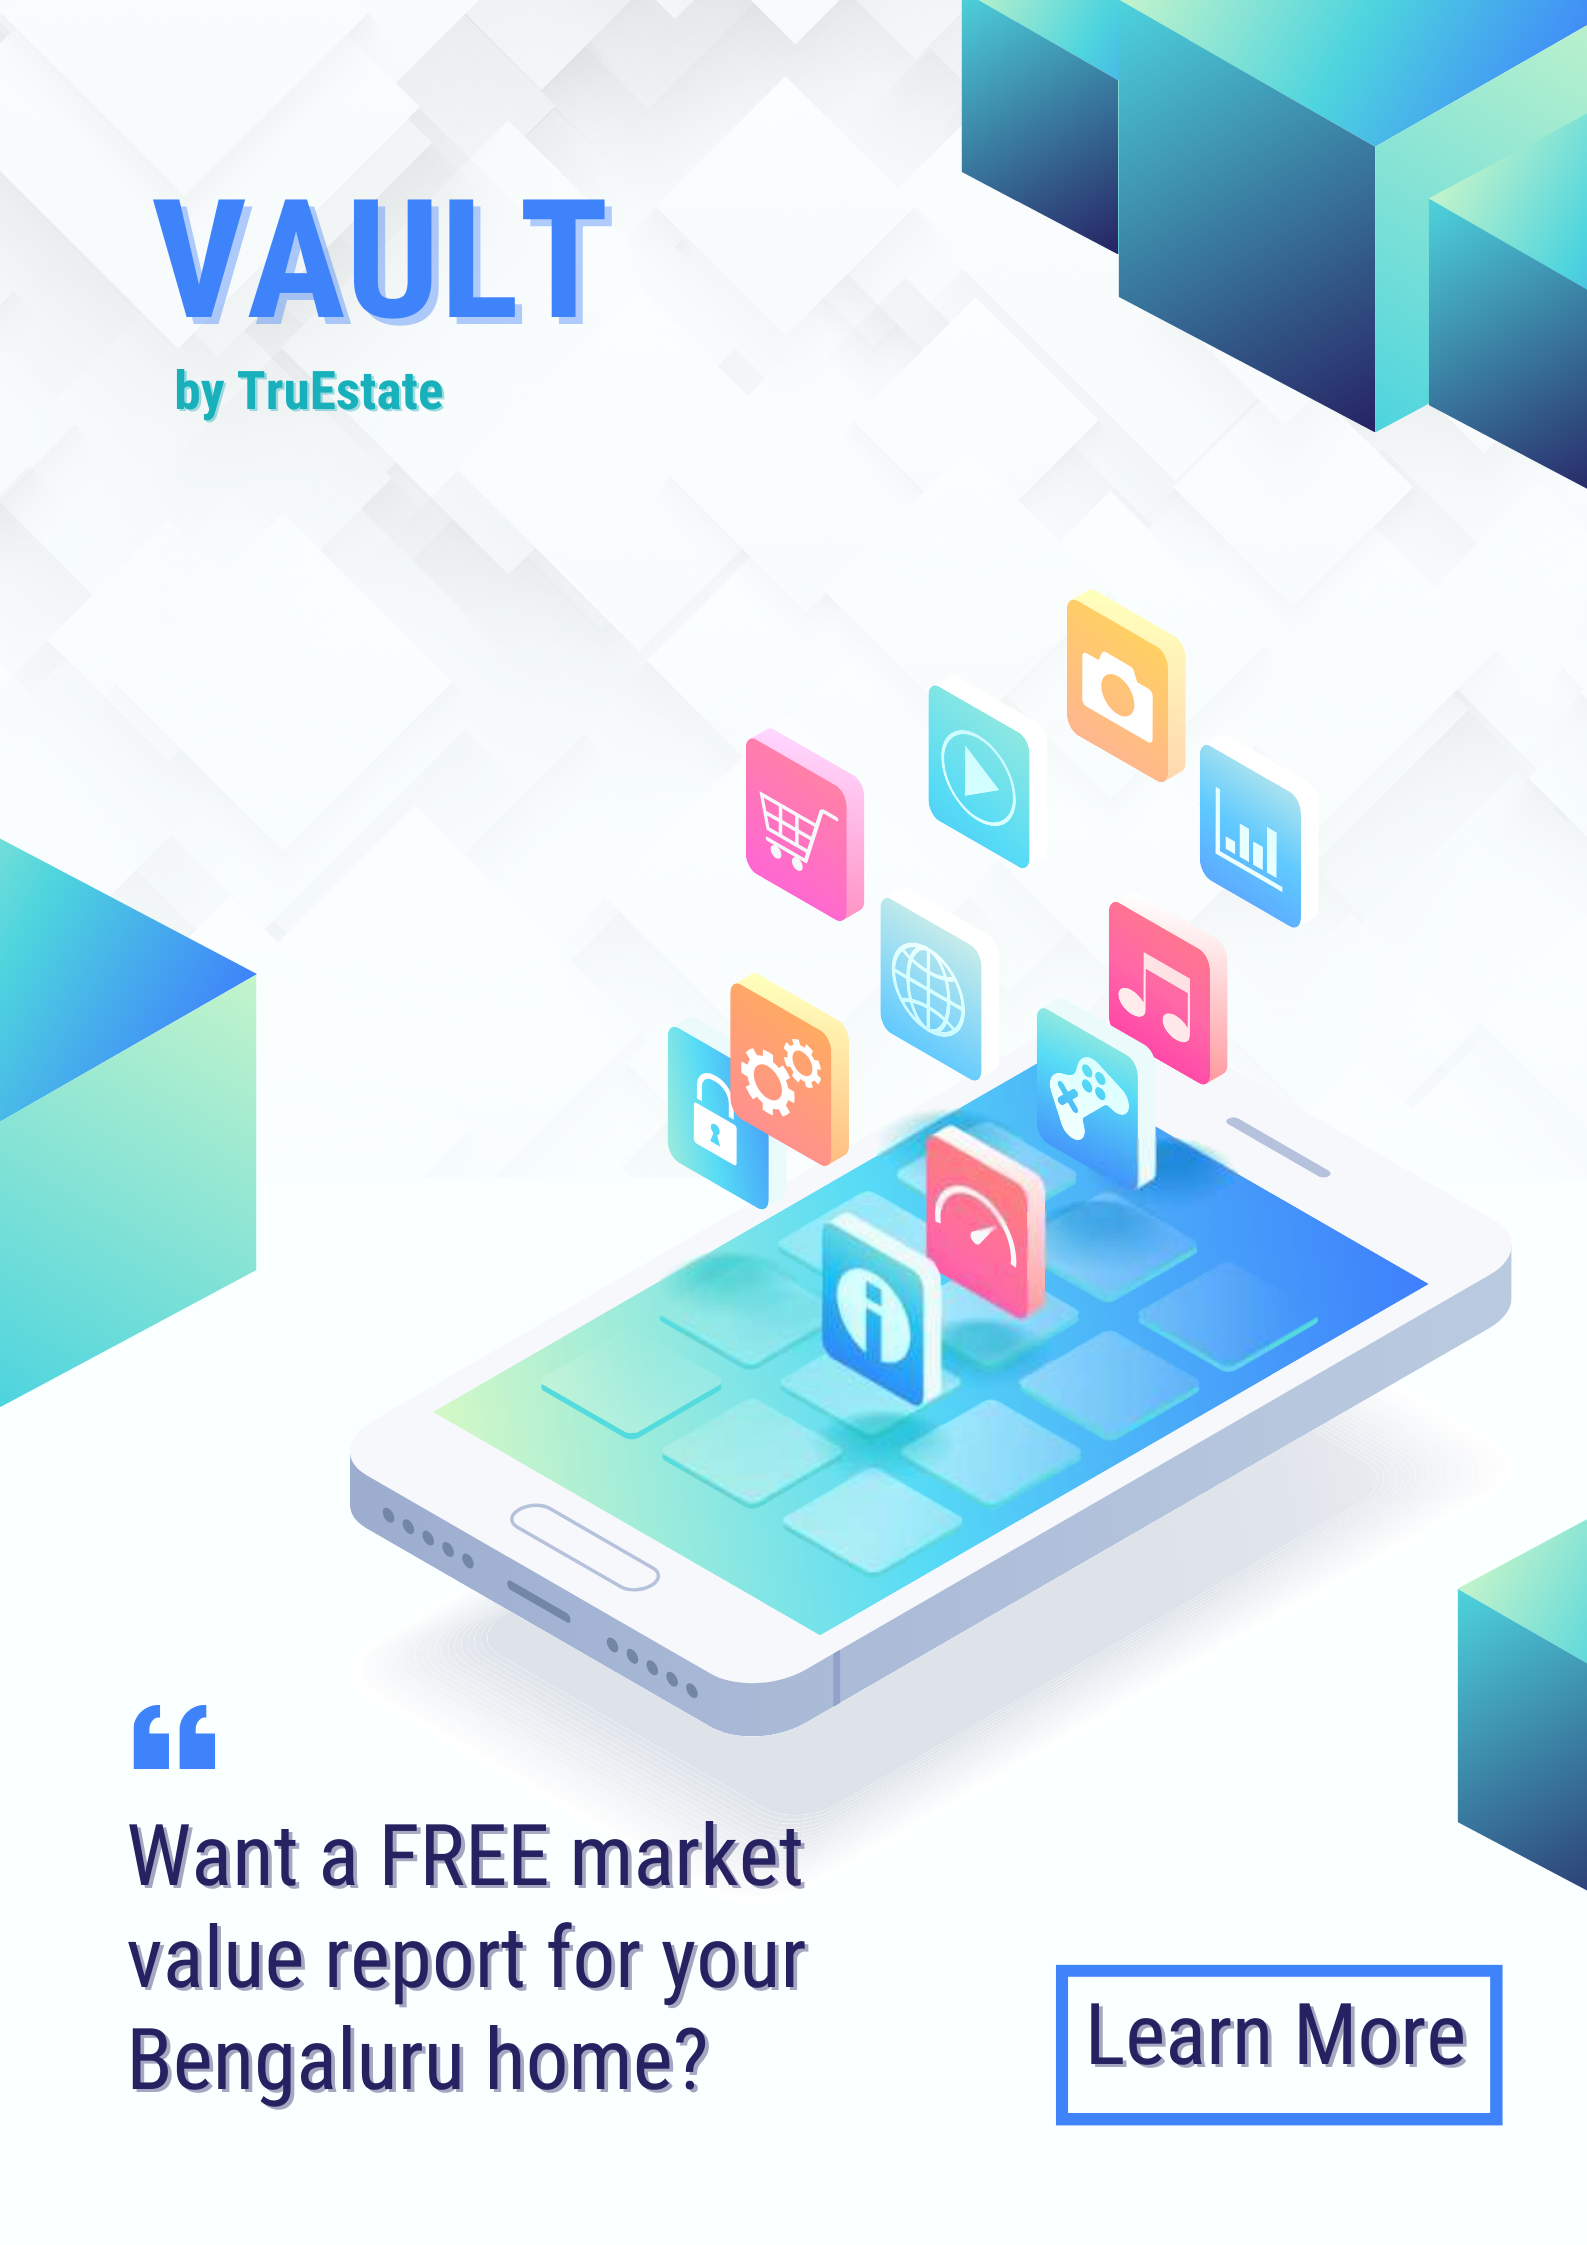 VAULT
by TruEstate
“
Want a FREE market
value report for your
Bengaluru home?
Learn More